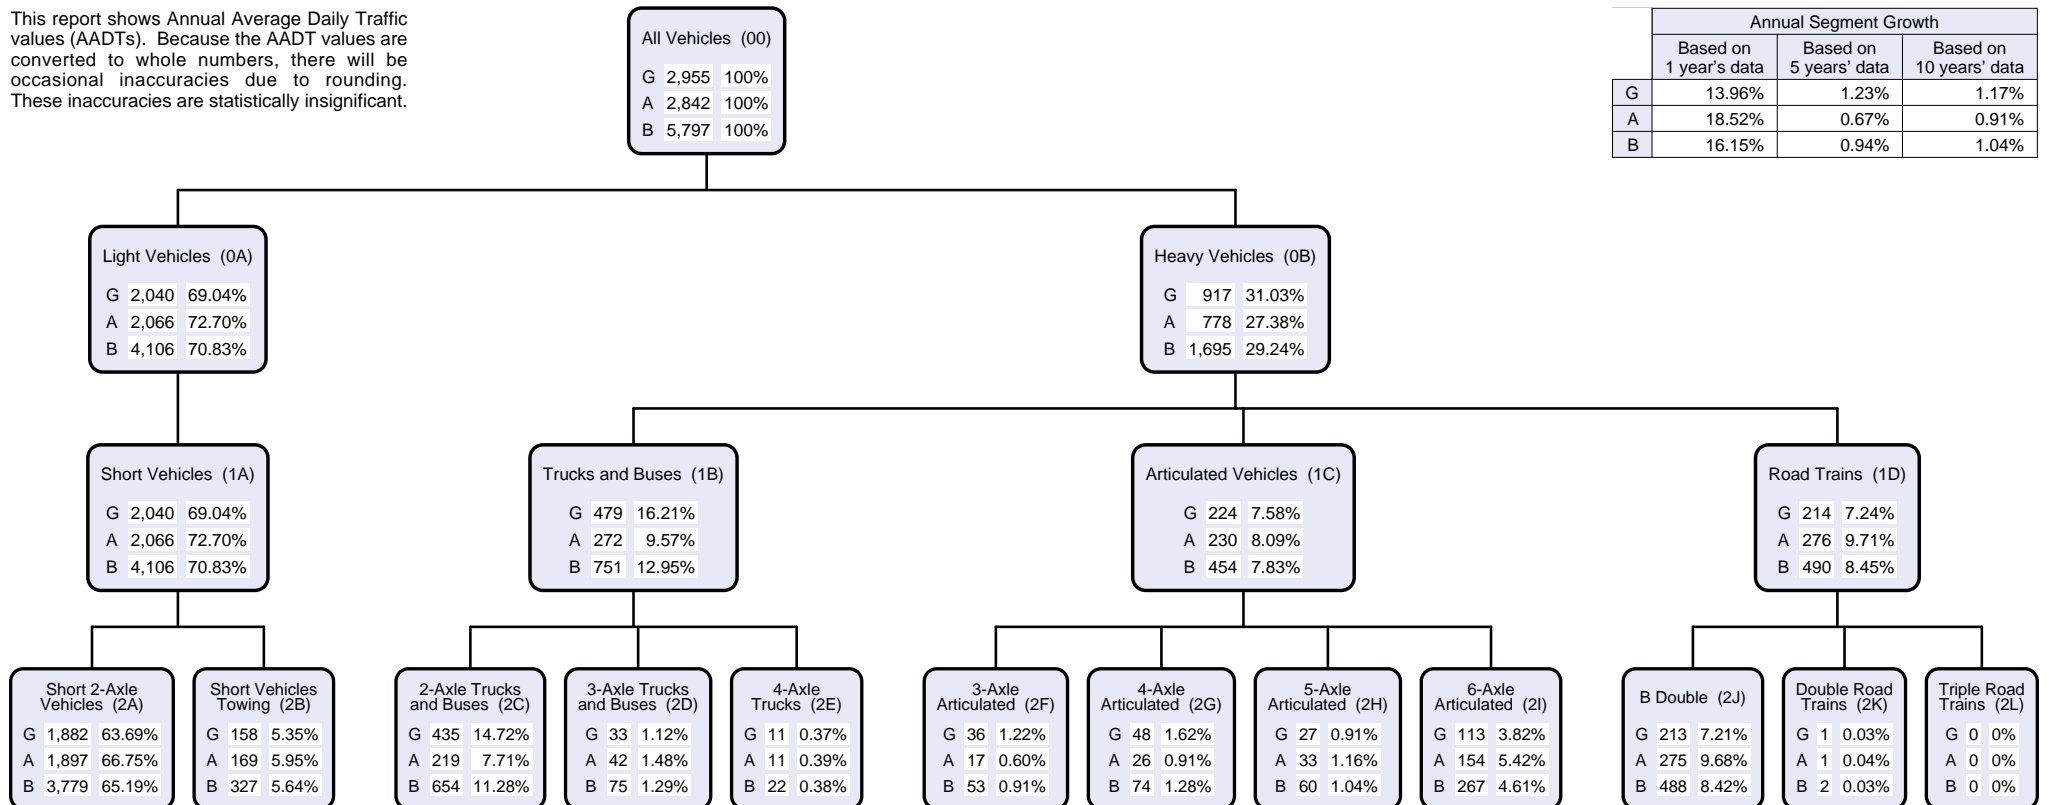 This report shows Annual Average Daily Traffic
values (AADTs). Because the AADT values are
converted to whole numbers, there will be
occasional inaccuracies due to rounding.
These inaccuracies are statistically insignificant.
All Vehicles (00)
G 2,955 100%
A 2,842 100%
B 5,797 100%
Annual Segment Growth
Based on 1 year's data Based on 5 years' data Based on 10 years' data
G 13.96% 1.23% 1.17%
A 18.52% 0.67% 0.91%
B 16.15% 0.94% 1.04%
Light Vehicles (0A)
G 2,040 69.04%
A 2,066 72.70%
B 4,106 70.83%
Heavy Vehicles (0B)
G 917 31.03%
A 778 27.38%
B 1,695 29.24%
Short Vehicles (1A)
G 2,040 69.04%
A 2,066 72.70%
B 4,106 70.83%
Trucks and Buses (1B)
G 479 16.21%
A 272 9.57%
B 751 12.95%
Articulated Vehicles (1C)
G 224 7.58%
A 230 8.09%
B 454 7.83%
Road Trains (1D)
G 214 7.24%
A 276 9.71%
B 490 8.45%
Short 2-Axle
Vehicles (2A)
G 1,882 63.69%
A 1,897 66.75%
B 3,779 65.19%
Short Vehicles
Towing (2B)
G 158 5.35%
A 169 5.95%
B 327 5.64%
2-Axle Trucks
and Buses (2C)
G 435 14.72%
A 219 7.71%
B 654 11.28%
3-Axle Trucks
and Buses (2D)
G 33 1.12%
A 42 1.48%
B 75 1.29%
4-Axle
Trucks (2E)
G 11 0.37%
A 11 0.39%
B 22 0.38%
3-Axle
Articulated (2F)
G 36 1.22%
A 17 0.60%
B 53 0.91%
4-Axle
Articulated (2G)
G 48 1.62%
A 26 0.91%
B 74 1.28%
5-Axle
Articulated (2H)
G 27 0.91%
A 33 1.16%
B 60 1.04%
6-Axle
Articulated (2I)
G 113 3.82%
A 154 5.42%
B 267 4.61%
B Double (2J)
G 213 7.21%
A 275 9.68%
B 488 8.42%
Double Road
Trains (2K)
G 1 0.03%
A 1 0.04%
B 2 0.03%
Triple Road
Trains (2L)
G 0 0%
A 0 0%
B 0 0%